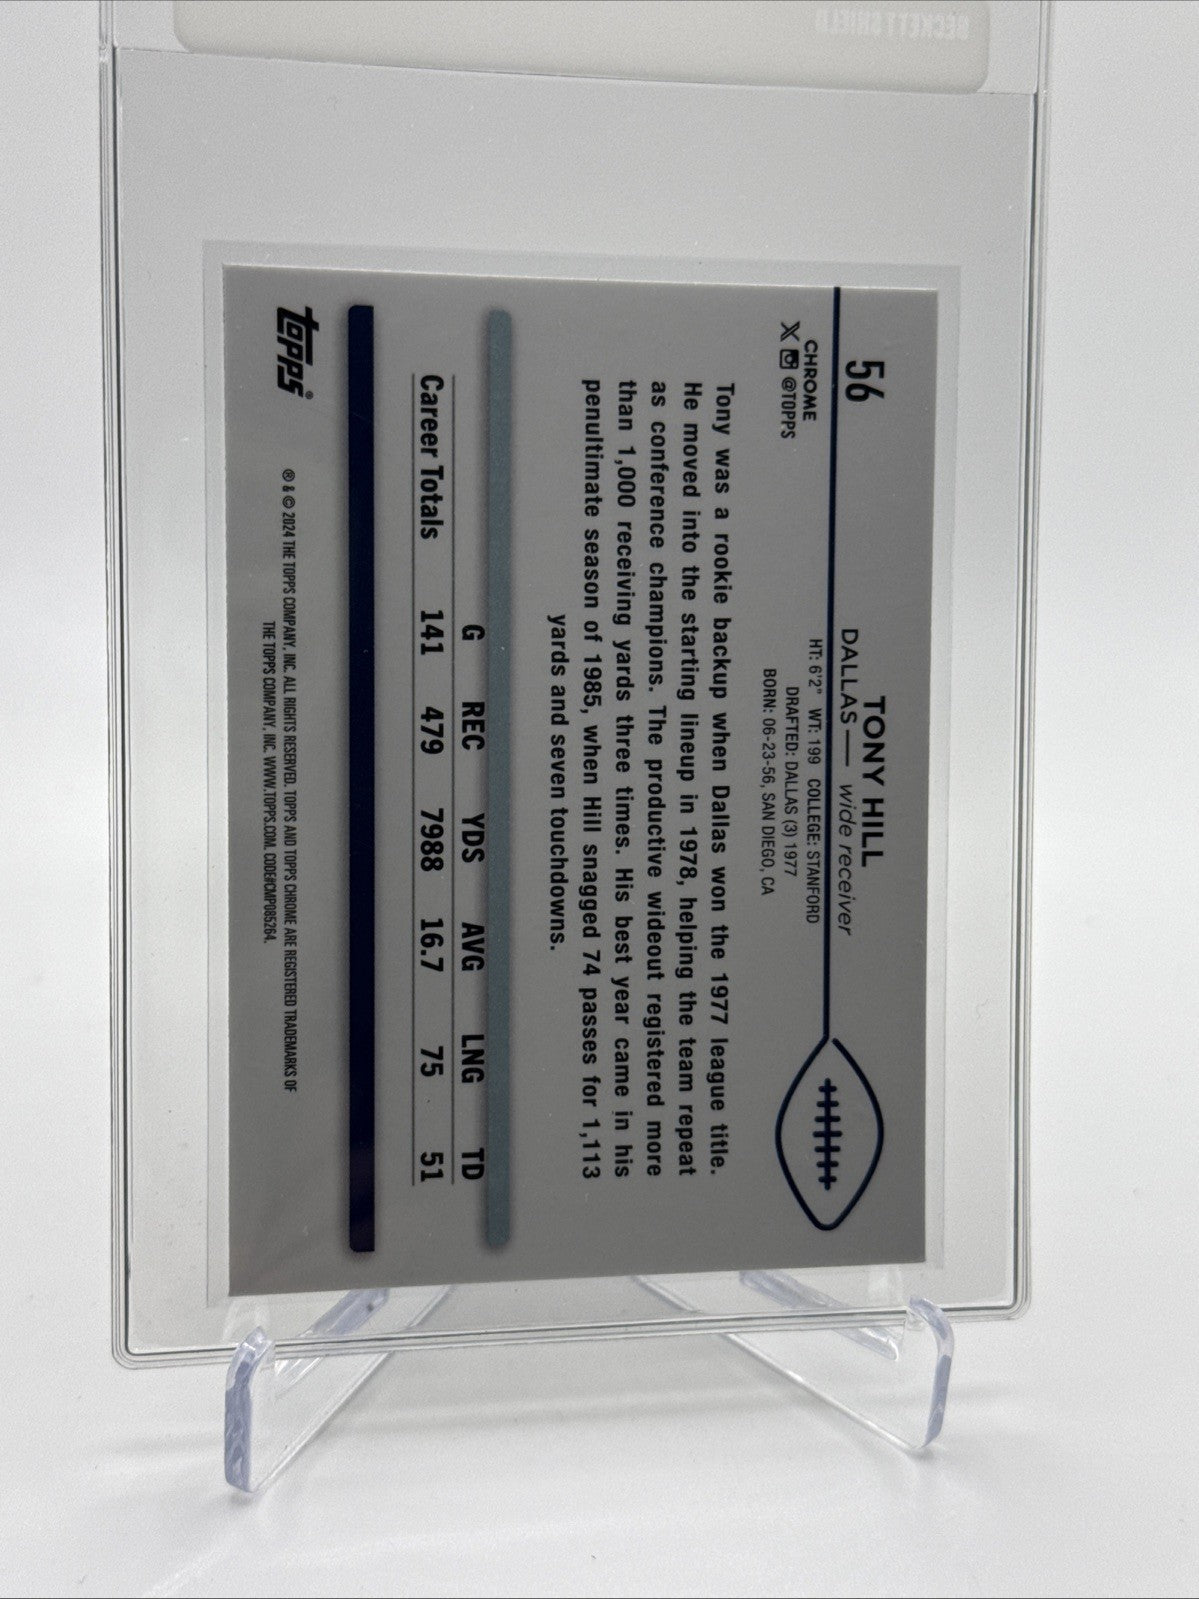 BECKETT SHIELD
56
TONY HILL
DALLAS — wide receiver
CHROME
X @TOPPS
HT: 6'2" WT: 199 COLLEGE: STANFORD
DRAFTED: DALLAS (3) 1977
BORN: 06-23-56, SAN DIEGO, CA
Tony was a rookie backup when Dallas won the 1977 league title.
He moved into the starting lineup in 1978, helping the team repeat
as conference champions. The productive wideout registered more
than 1,000 receiving yards three times. His best year came in his
penultimate season of 1985, when Hill snagged 74 passes for 1,113
yards and seven touchdowns.
G REC YDS AVG LNG TD
Career Totals 141 479 7988 16.7 75 51
topps®
® & © 2024 THE TOPPS COMPANY, INC. ALL RIGHTS RESERVED. TOPPS AND TOPPS CHROME ARE REGISTERED TRADEMARKS OF
THE TOPPS COMPANY, INC. WWW.TOPPS.COM. CODE#CMP085264.